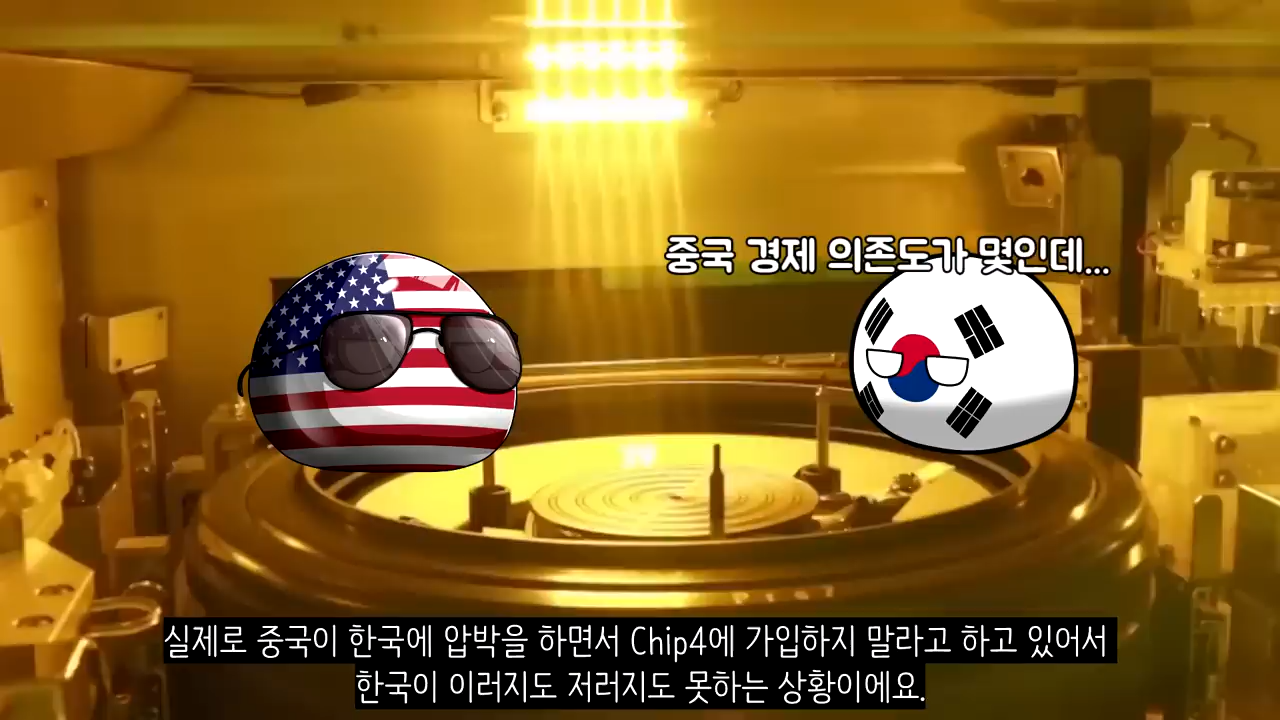 중국 경제 의존도가 몇인데...
실제로 중국이 한국에 압박을 하면서 Chip4에 가입하지 말라고 하고 있어서
한국이 이러지도 저러지도 못하는 상황이에요.